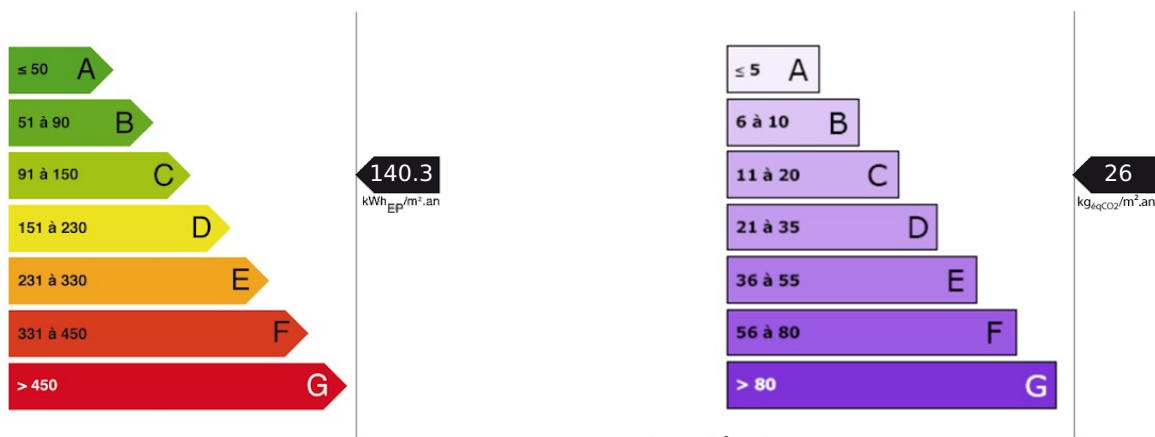 ≤ 50 A
51 à 90 B
91 à 150 C
151 à 230 D
231 à 330 E
331 à 450 F
> 450 G
140.3
kWhEP/m².an
≤ 5 A
6 à 10 B
11 à 20 C
21 à 35 D
36 à 55 E
56 à 80 F
> 80 G
26
kgéqCO2/m².an